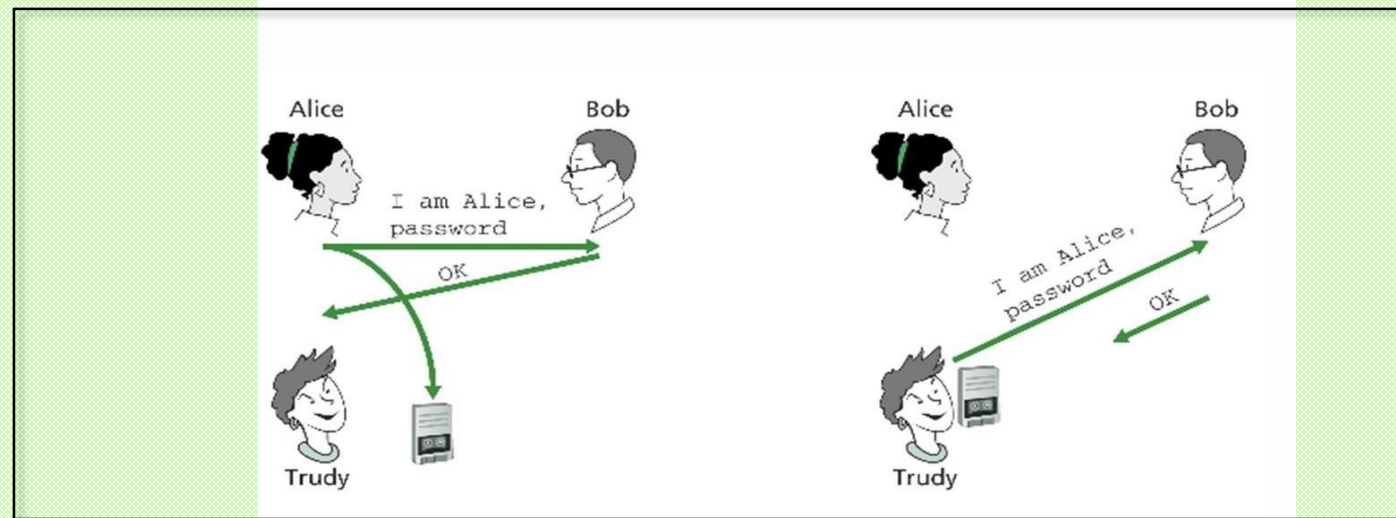 Alice
Bob
I am Alice,
password
OK
Trudy
Alice
Bob
I am Alice,
password
OK
Trudy